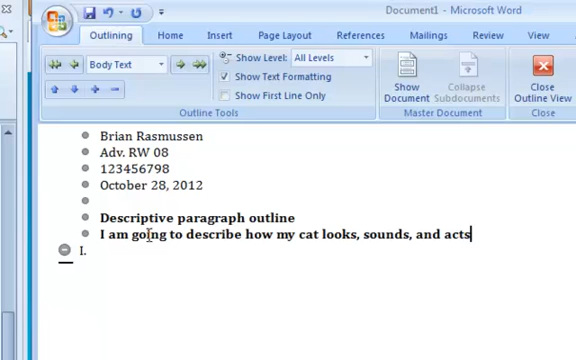 Document1 - Microsoft Word
Outlining Home Insert References Mailings Review View
Body Text
Show Level: All Levels
Show Text Formatting
Show First Line Only
Outline Tools
Show Document
Collapse Subdocuments
Master Document
Close Outline View
Close
Brian Rasmussen
Adv. RW 08
123456798
October 28, 2012
Descriptive paragraph outline
I am going to describe how my cat looks, sounds, and acts
I.